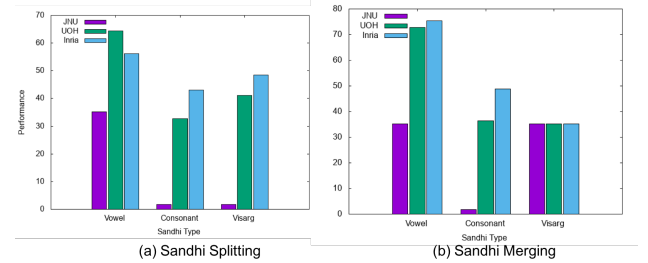 JNU
UOH
Inria
70
60
50
40
30
20
10
0
Performance
Vowel Consonant Visarg
Sandhi Type
(a) Sandhi Splitting
JNU
UOH
Inria
80
70
60
50
40
30
20
10
0
Vowel Consonant Visarg
Sandhi Type
(b) Sandhi Merging